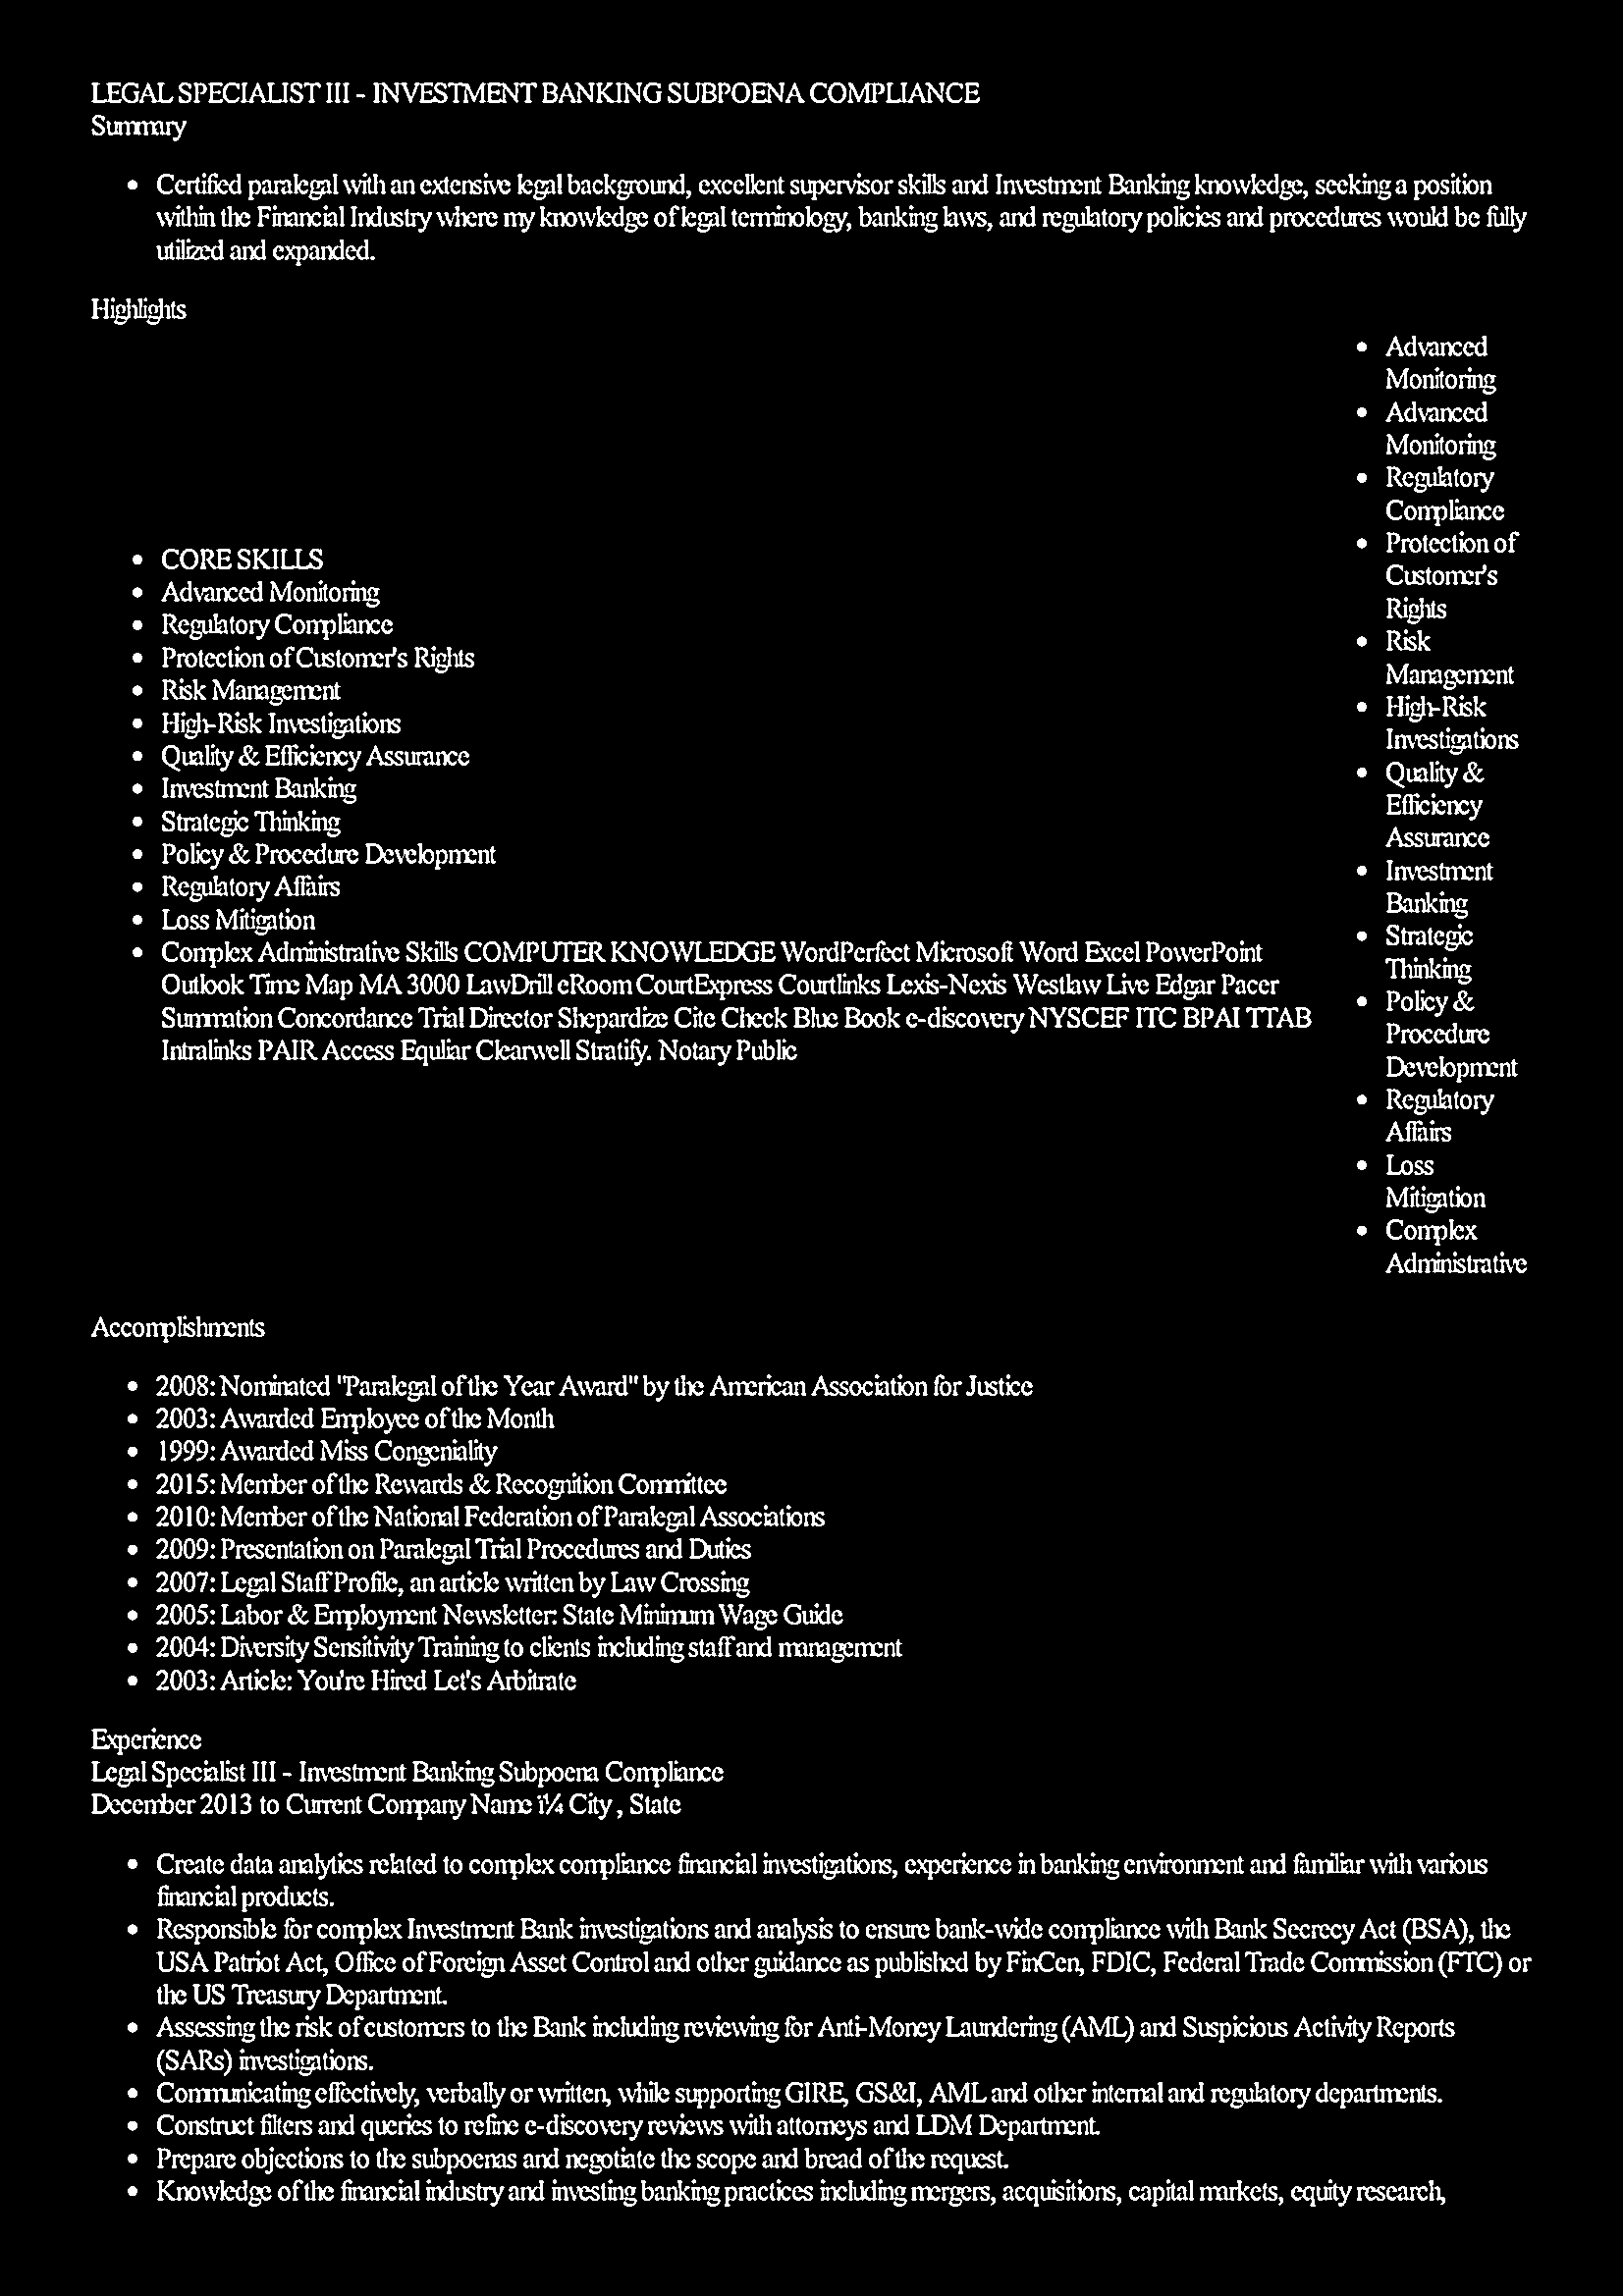 LEGAL SPECIALIST III - INVESTMENT BANKING SUBPOENA COMPLIANCE
Summary
• Certified paralegal with an extensive legal background, excellent supervisor skills and Investment Banking knowledge, seeking a position
within the Financial Industry where my knowledge of legal terminology, banking laws, and regulatory policies and procedures would be fully
utilized and expanded.
Highlights
• CORE SKILLS
• Advanced Monitoring
• Regulatory Compliance
• Protection of Customer's Rights
• Risk Management
• High-Risk Investigations
• Quality & Efficiency Assurance
• Investment Banking
• Strategic Thinking
• Policy & Procedure Development
• Regulatory Affairs
• Loss Mitigation
• Complex Administrative Skills COMPUTER KNOWLEDGE WordPerfect Microsoft Word Excel PowerPoint
Outlook Time Map MA 3000 LawDrill eRoom CourtExpress Courtlinks Lexis-Nexis Westlaw Live Edgar Pacer
Summation Concordance Trial Director Shepardize Cite Check Blue Book e-discovery NYSCEF ITC BPAI TTAB
Intralinks PAIR Access Equliar Clearwell Stratify. Notary Public
• Advanced
Monitoring
• Advanced
Monitoring
• Regulatory
Compliance
• Protection of
Customer's
Rights
• Risk
Management
• High-Risk
Investigations
• Quality &
Efficiency
Assurance
• Investment
Banking
• Strategic
Thinking
• Policy &
Procedure
Development
• Regulatory
Affairs
• Loss
Mitigation
• Complex
Administrative
Accomplishments
• 2008: Nominated "Paralegal of the Year Award" by the American Association for Justice
• 2003: Awarded Employee of the Month
• 1999: Awarded Miss Congeniality
• 2015: Member of the Rewards & Recognition Committee
• 2010: Member of the National Federation of Paralegal Associations
• 2009: Presentation on Paralegal Trial Procedures and Duties
• 2007: Legal Staff Profile, an article written by Law Crossing
• 2005: Labor & Employment Newsletter: State Minimum Wage Guide
• 2004: Diversity Sensitivity Training to clients including staff and management
• 2003: Article: You're Hired Let's Arbitrate
Experience
Legal Specialist III - Investment Banking Subpoena Compliance
December 2013 to Current Company Name ï¼ City , State
• Create data analytics related to complex compliance financial investigations, experience in banking environment and familiar with various
financial products.
• Responsible for complex Investment Bank investigations and analysis to ensure bank-wide compliance with Bank Secrecy Act (BSA), the
USA Patriot Act, Office of Foreign Asset Control and other guidance as published by FinCen, FDIC, Federal Trade Commission (FTC) or
the US Treasury Department.
• Assessing the risk of customers to the Bank including reviewing for Anti-Money Laundering (AML) and Suspicious Activity Reports
(SARs) investigations.
• Communicating effectively, verbally or written, while supporting GIRE, GS&I, AML and other internal and regulatory departments.
• Construct filters and queries to refine e-discovery reviews with attorneys and LDM Department.
• Prepare objections to the subpoenas and negotiate the scope and bread of the request.
• Knowledge of the financial industry and investing banking practices including mergers, acquisitions, capital markets, equity research,